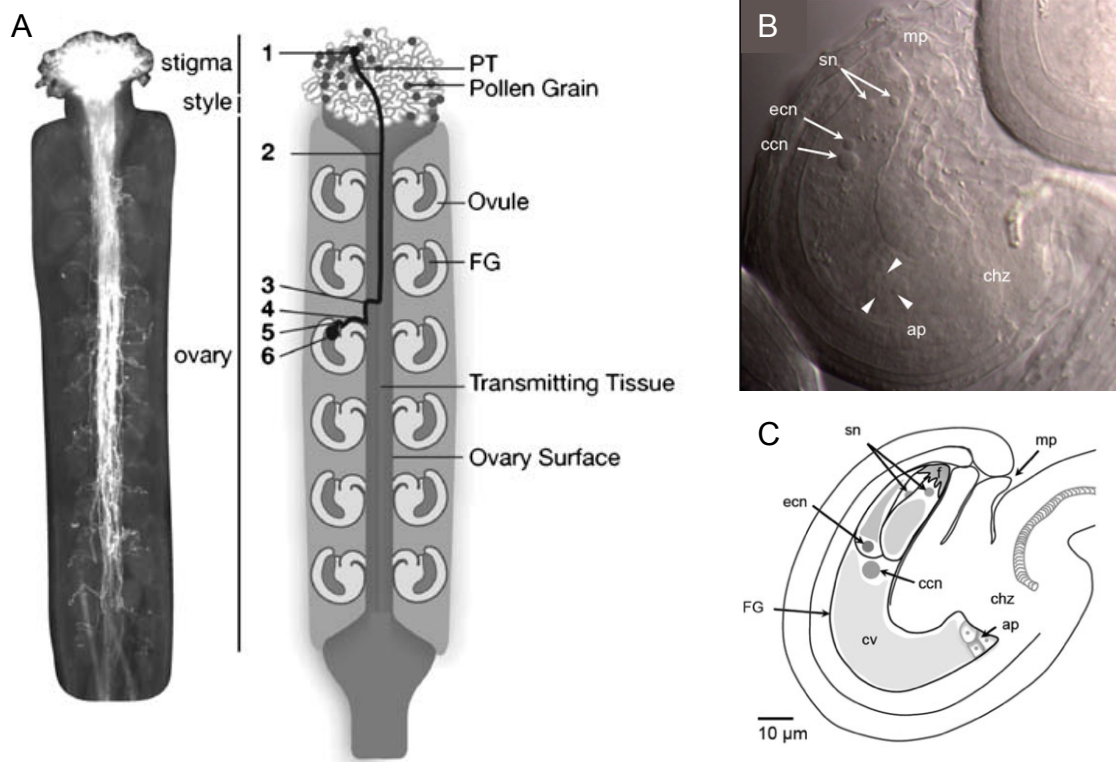 A
stigma
style
ovary
1
2
3
4
5
6
PT
Pollen Grain
Ovule
FG
Transmitting Tissue
Ovary Surface
B
mp
sn
ecn
ccn
chz
ap
C
sn
mp
f
ecn
ccn
FG
chz
ap
cv
10 µm